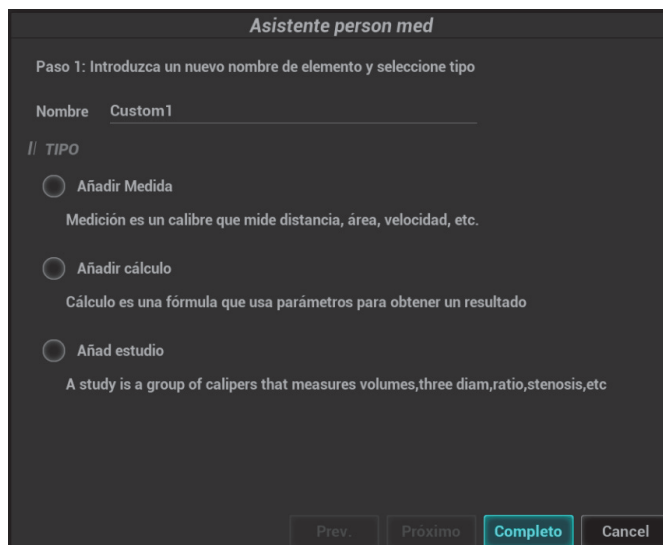 Asistente person med
Paso 1: Introduzca un nuevo nombre de elemento y seleccione tipo
Nombre Custom1
TIPO
Añadir Medida
Medición es un calibre que mide distancia, área, velocidad, etc.
Añadir cálculo
Cálculo es una fórmula que usa parámetros para obtener un resultado
Añad estudio
A study is a group of calipers that measures volumes,three diam,ratio,stenosis,etc
Prev. Próximo Completo Cancel